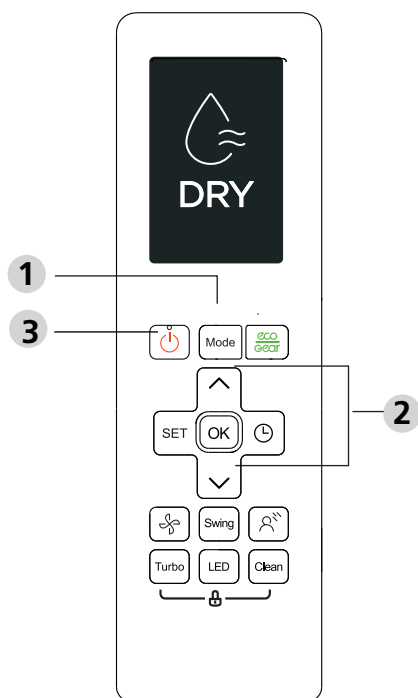 DRY
1
3
Mode
eco
GEAR
2
SET OK
Swing
Turbo LED Clean